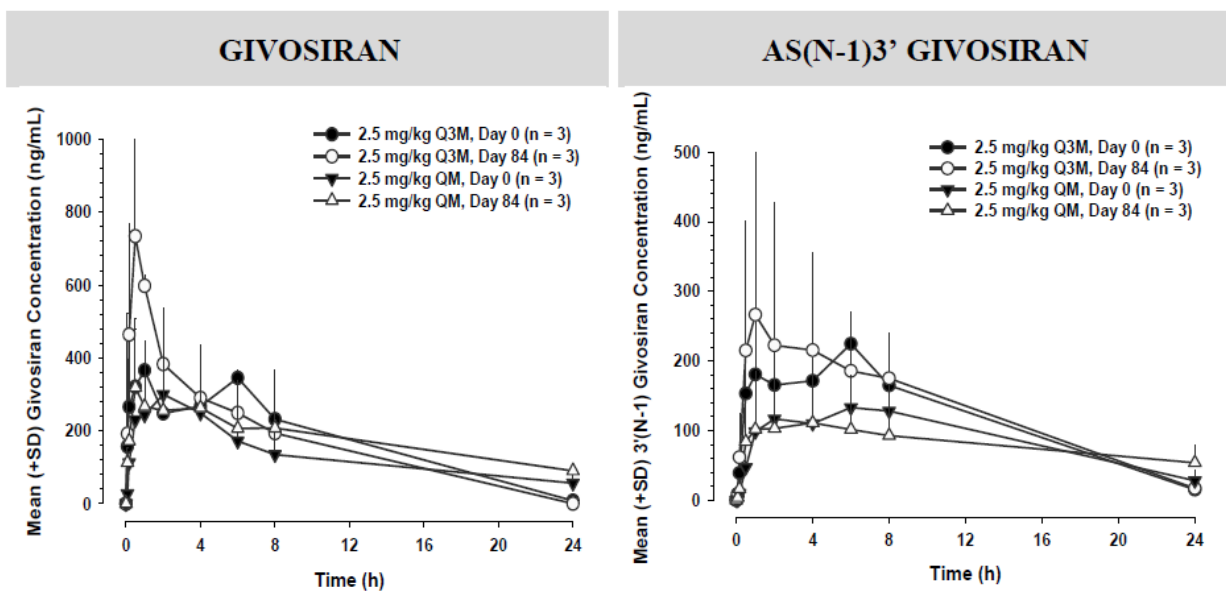 GIVOSIRAN
AS(N-1)3’ GIVOSIRAN
Mean (+SD) Givosiran Concentration (ng/mL)
1000
800
600
400
200
0
2.5 mg/kg Q3M, Day 0 (n = 3)
2.5 mg/kg Q3M, Day 84 (n = 3)
2.5 mg/kg QM, Day 0 (n = 3)
2.5 mg/kg QM, Day 84 (n = 3)
0 4 8 12 16 20 24
Time (h)
Mean (+SD) 3'(N-1) Givosiran Concentration (ng/mL)
500
400
300
200
100
0
2.5 mg/kg Q3M, Day 0 (n = 3)
2.5 mg/kg Q3M, Day 84 (n = 3)
2.5 mg/kg QM, Day 0 (n = 3)
2.5 mg/kg QM, Day 84 (n = 3)
0 4 8 12 16 20 24
Time (h)